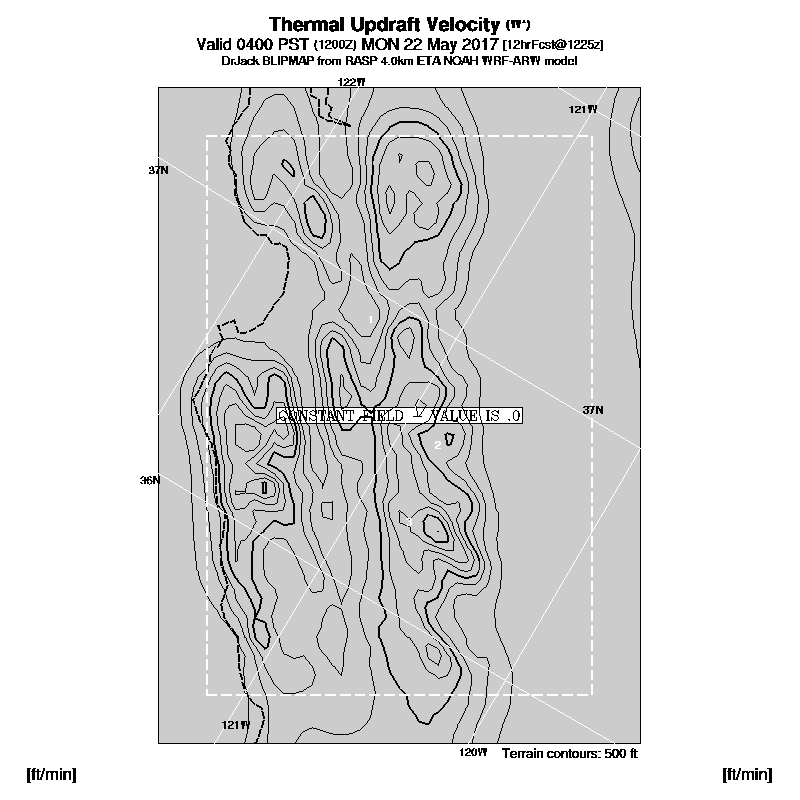 Thermal Updraft Velocity (W*)
Valid 0400 PST (1200Z) MON 22 May 2017 [12hrFcst@1225z]
DrJack BLIPMAP from RASP 4.0km ETA NOAH WRF-ARW model
122W
121W
37N
1
CONSTANT FIELD - VALUE IS .0
37N
2
36N
3
121W
120W
Terrain contours: 500 ft
[ft/min]
[ft/min]